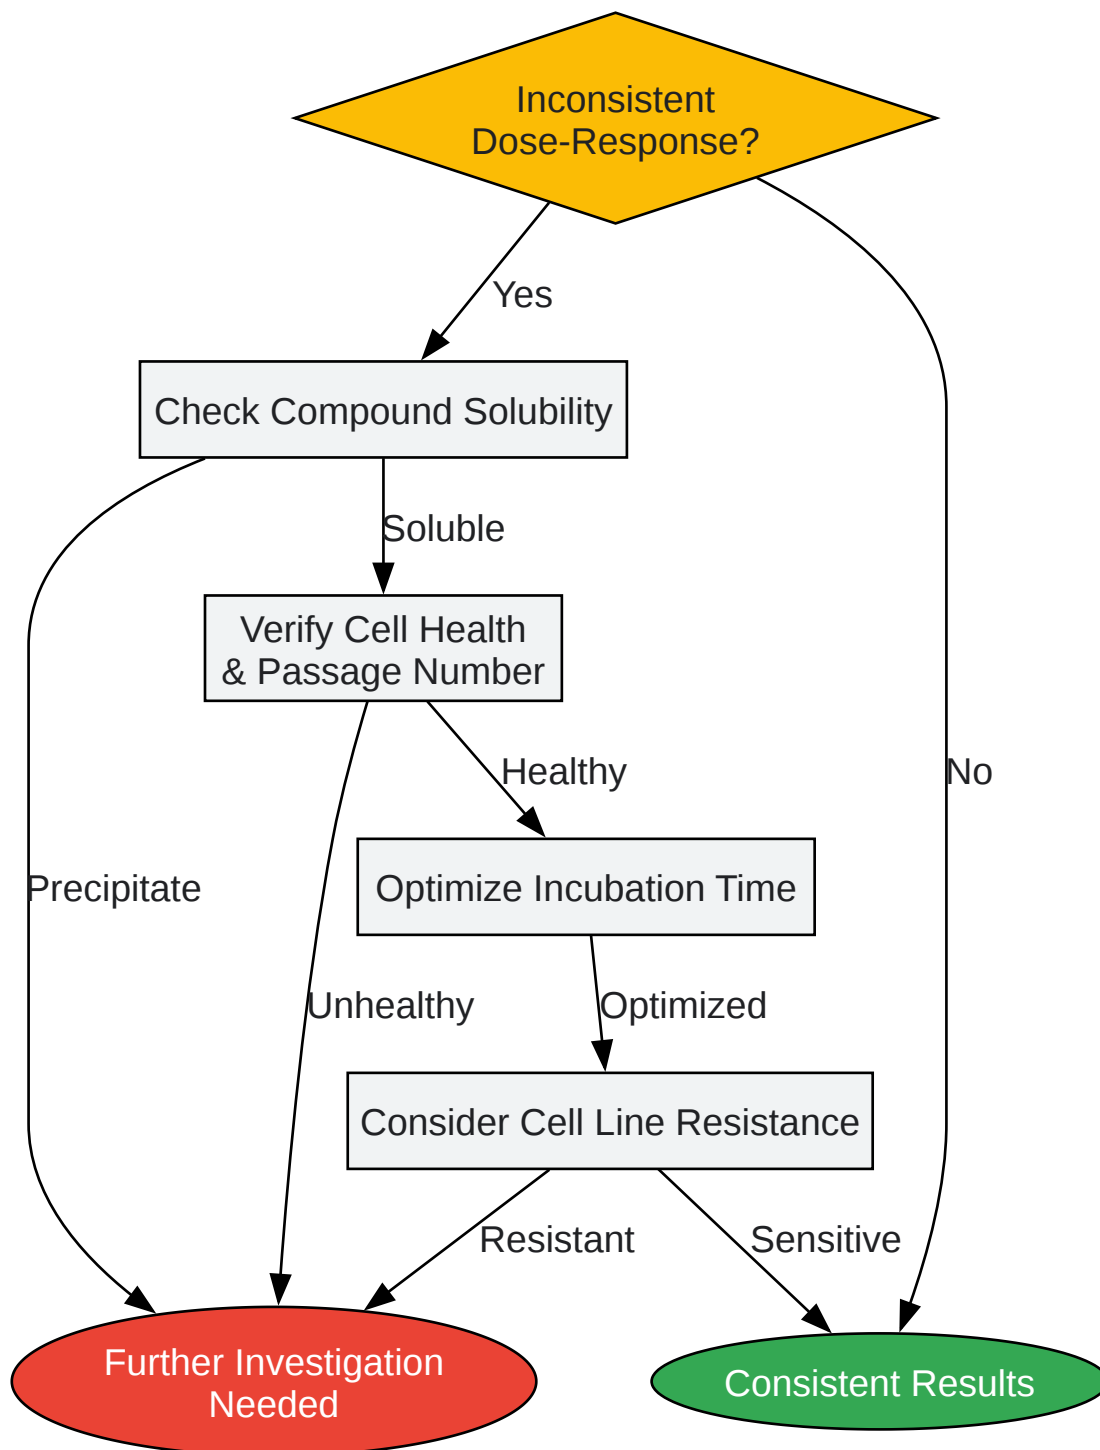 Inconsistent
Dose-Response?
Yes
Check Compound Solubility
Soluble
Verify Cell Health
& Passage Number
Healthy
No
Precipitate
Optimize Incubation Time
Unhealthy
Optimized
Consider Cell Line Resistance
Resistant
Sensitive
Further Investigation
Needed
Consistent Results